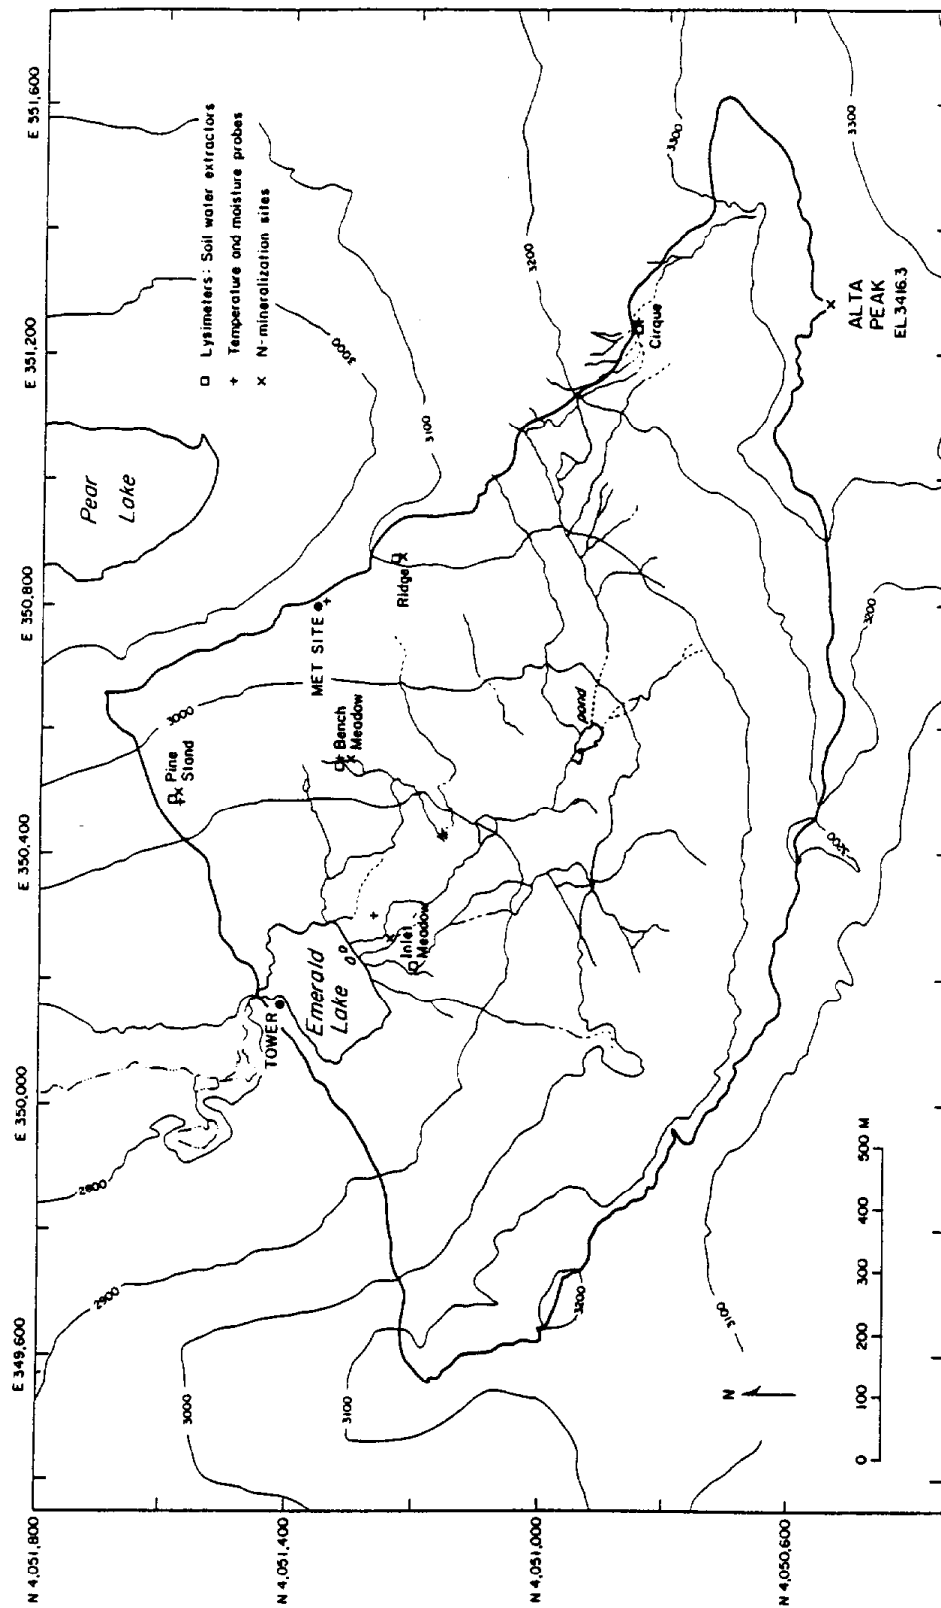 E 349,600
E 350,000
E 350,400
E 350,800
E 351,200
E 351,600
N 4,051,800
N 4,051,400
N 4,051,000
N 4,050,600
Lysimeters: Soil water extractors
+ Temperature and moisture probes
x N-mineralization sites
Pear
Lake
3000
3100
3200
3300
3300
3000
Pine
Stand
MET SITE
Ridge
Bench
Meadow
TOWER
Emerald
Lake
Inlet
Meadow
pond
Cirque
ALTA
PEAK
EL 3416.3
2800
2900
3000
3100
3200
3200
3200
3100
N
0 100 200 300 400 500 M